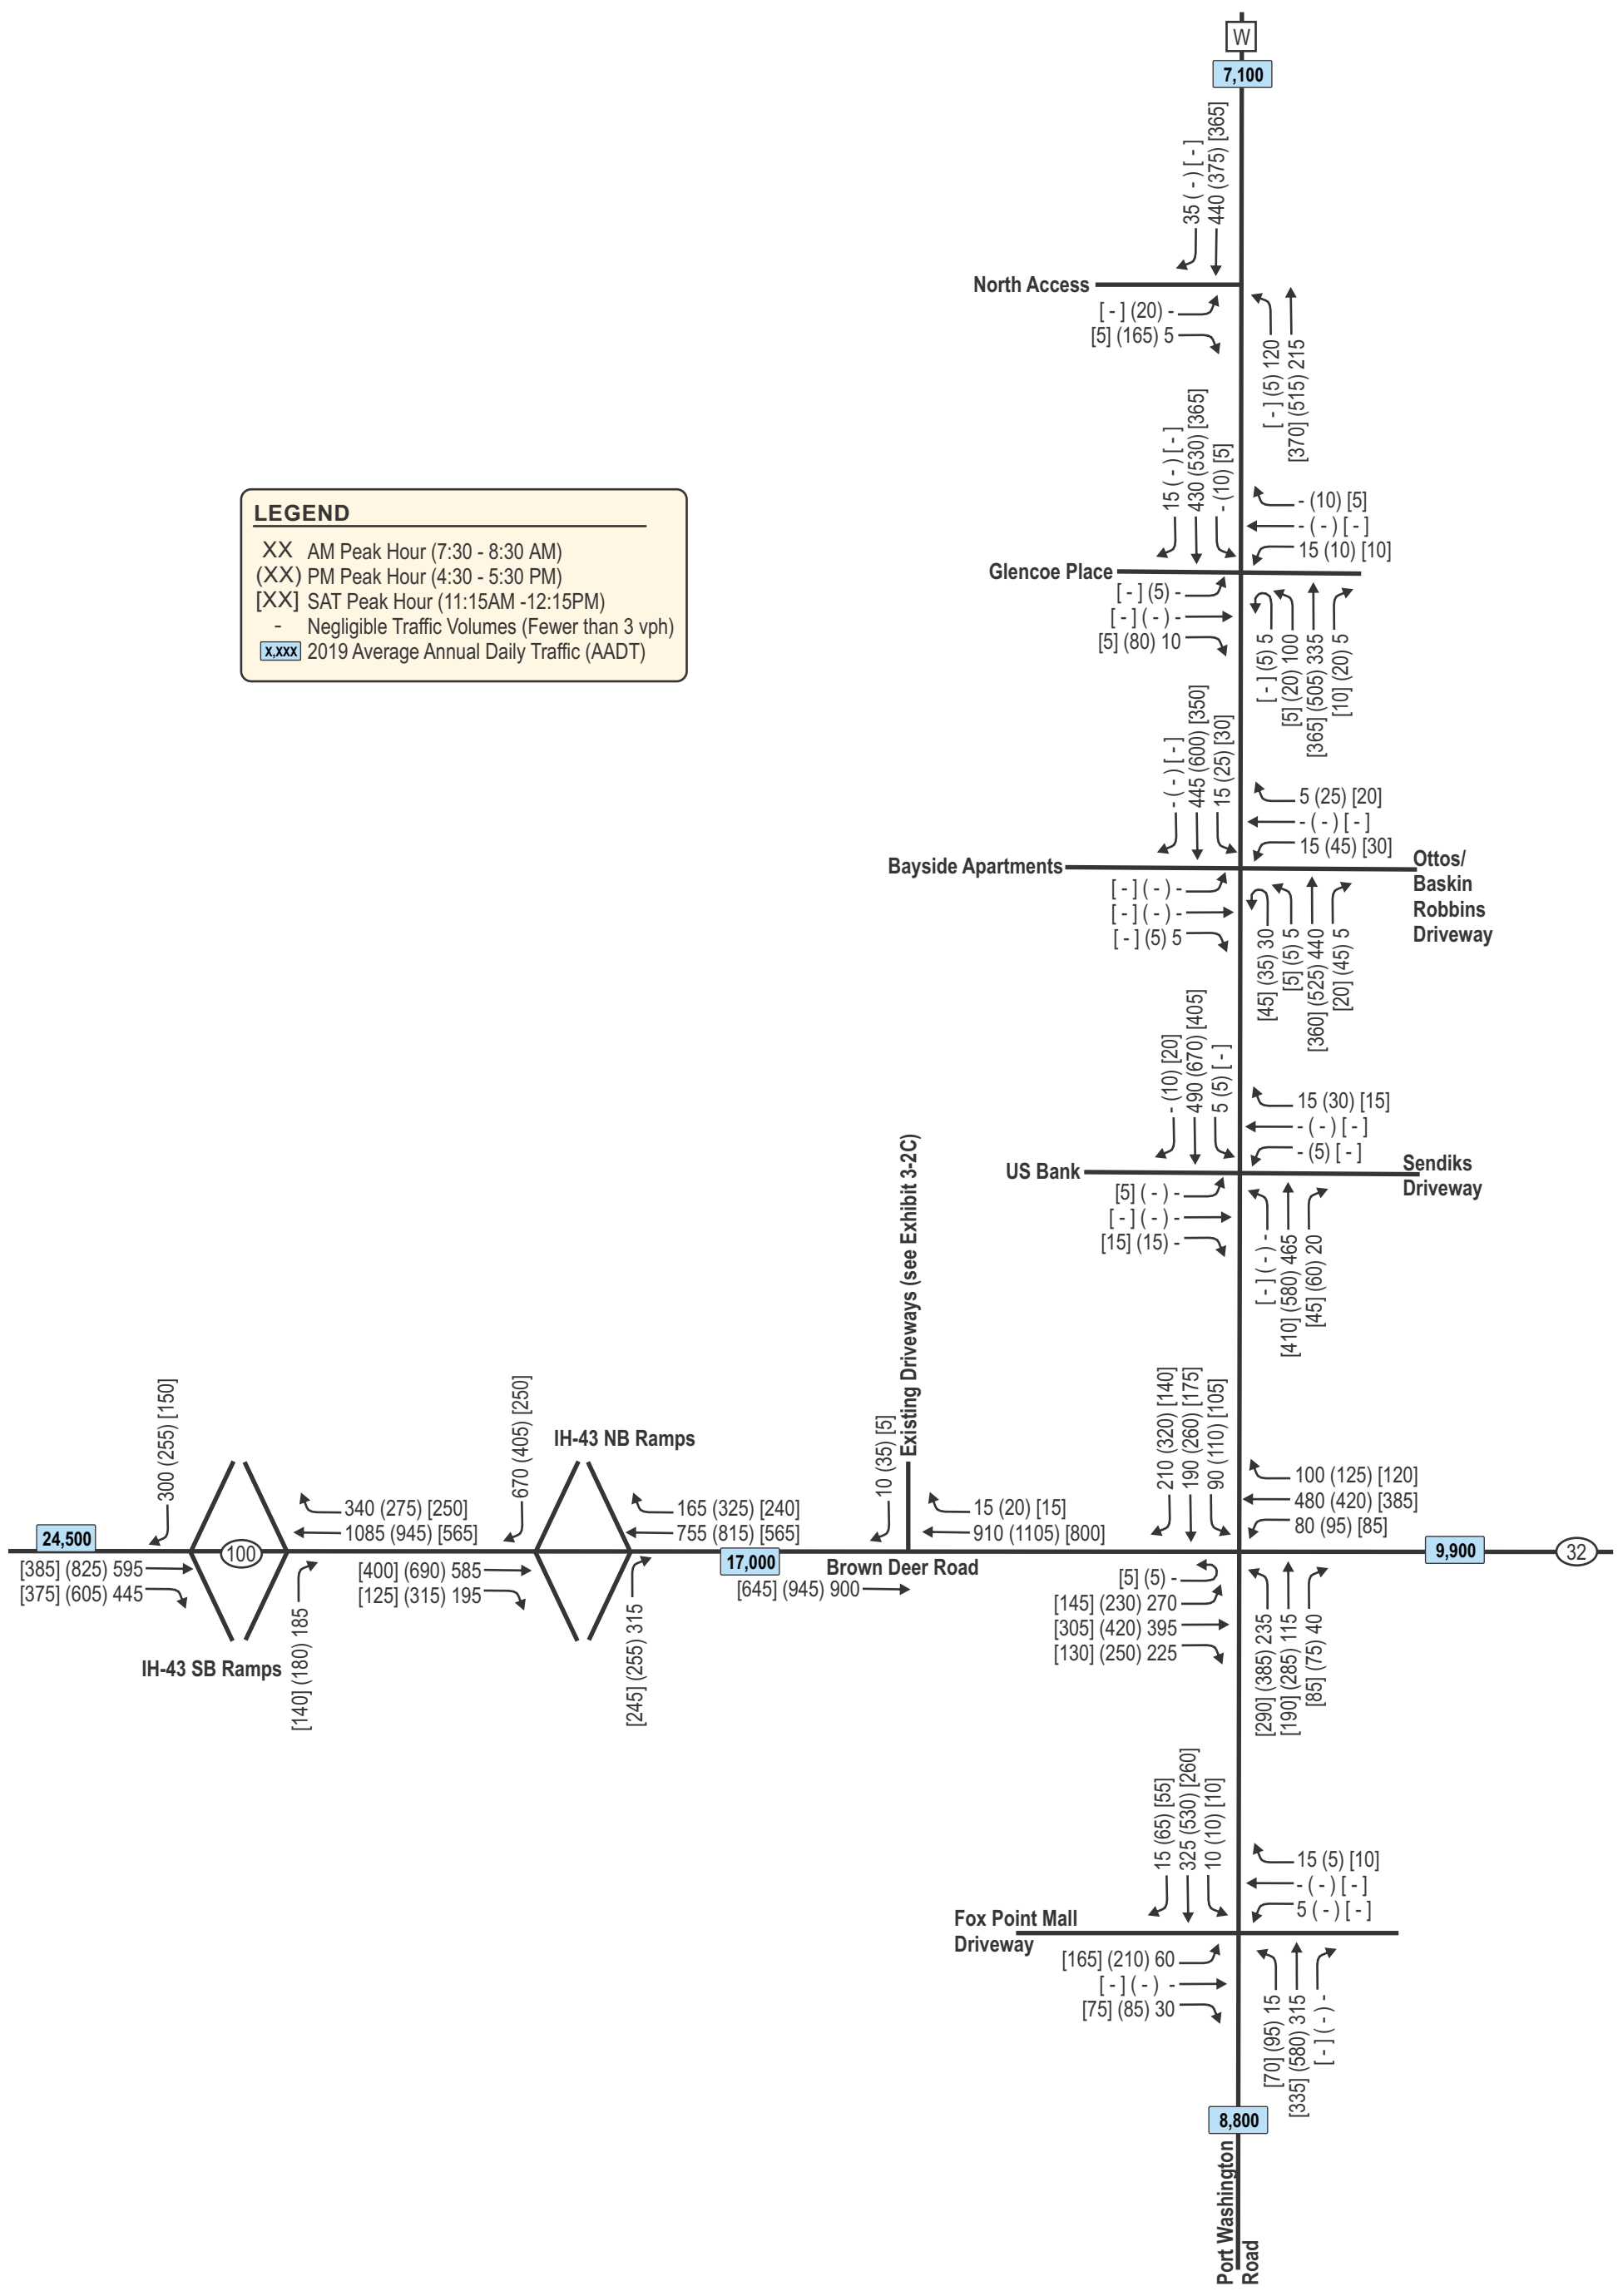 W
7,100
35 ( - ) [ - ]
440 (375) [365]
North Access
[ - ] (20) -
[5] (165) 5
[ - ] (5) 120
[370] (515) 215
15 ( - ) [ - ]
430 (530) [365]
- (10) [5]
- (10) [5]
- ( - ) [ - ]
15 (10) [10]
Glencoe Place
[ - ] (5) -
[ - ] ( - ) -
[5] (80) 10
[ - ] (5) 5
[5] (20) 100
[365] (505) 335
[10] (20) 5
LEGEND
XX AM Peak Hour (7:30 - 8:30 AM)
(XX) PM Peak Hour (4:30 - 5:30 PM)
[XX] SAT Peak Hour (11:15AM -12:15PM)
- Negligible Traffic Volumes (Fewer than 3 vph)
x,xxx 2019 Average Annual Daily Traffic (AADT)
- ( - ) [ - ]
445 (600) [350]
15 (25) [30]
5 (25) [20]
- ( - ) [ - ]
15 (45) [30]
Bayside Apartments
Ottos/
Baskin
Robbins
Driveway
[ - ] ( - ) -
[ - ] ( - ) -
[ - ] (5) 5
[45] (35) 30
[5] (5) 5
[360] (525) 440
[20] (45) 5
- (10) [20]
490 (670) [405]
5 (5) [ - ]
15 (30) [15]
- ( - ) [ - ]
- (5) [ - ]
US Bank
Sendiks
Driveway
[5] ( - ) -
[ - ] ( - ) -
[15] (15) -
[ - ] ( - ) -
[410] (580) 465
[45] (60) 20
300 (255) [150]
340 (275) [250]
1085 (945) [565]
24,500
100
[385] (825) 595
[375] (605) 445
IH-43 SB Ramps
[140] (180) 185
670 (405) [250]
IH-43 NB Ramps
165 (325) [240]
755 (815) [565]
[400] (690) 585
[125] (315) 195
[245] (255) 315
17,000
10 (35) [5]
Existing Driveways (see Exhibit 3-2C)
15 (20) [15]
910 (1105) [800]
Brown Deer Road
[645] (945) 900
210 (320) [140]
190 (260) [175]
90 (110) [105]
100 (125) [120]
480 (420) [385]
80 (95) [85]
9,900
32
[5] (5) -
[145] (230) 270
[305] (420) 395
[130] (250) 225
[290] (385) 235
[190] (285) 115
[85] (75) 40
15 (65) [55]
325 (530) [260]
10 (10) [10]
15 (5) [10]
- ( - ) [ - ]
5 ( - ) [ - ]
Fox Point Mall
Driveway
[165] (210) 60
[ - ] ( - ) -
[75] (85) 30
[70] (95) 15
[335] (580) 315
[ - ] ( - ) -
8,800
Port Washington
Road